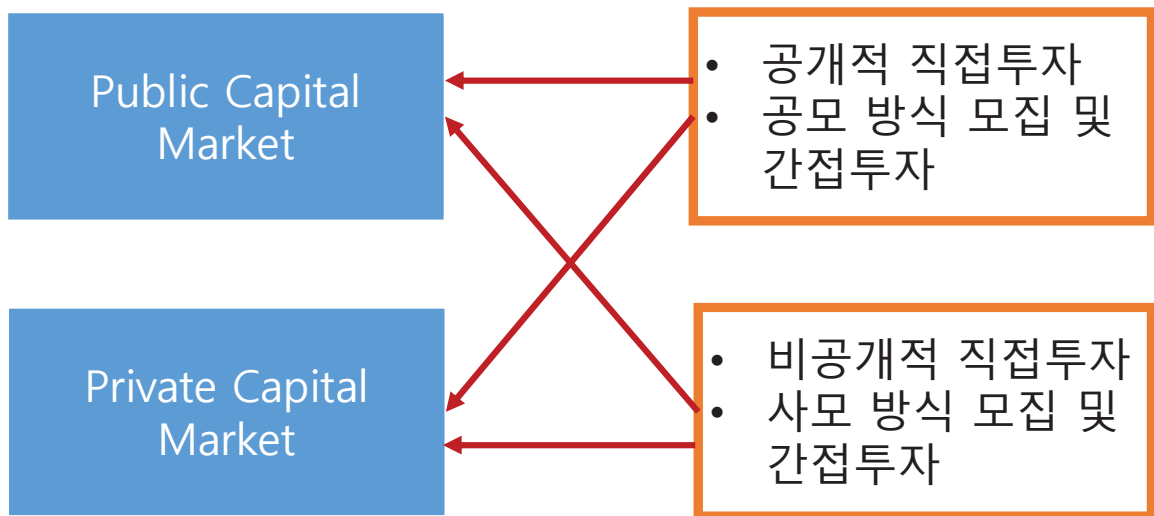 Public Capital
Market
• 공개적 직접투자
• 공모 방식 모집 및
간접투자
Private Capital
Market
• 비공개적 직접투자
• 사모 방식 모집 및
간접투자